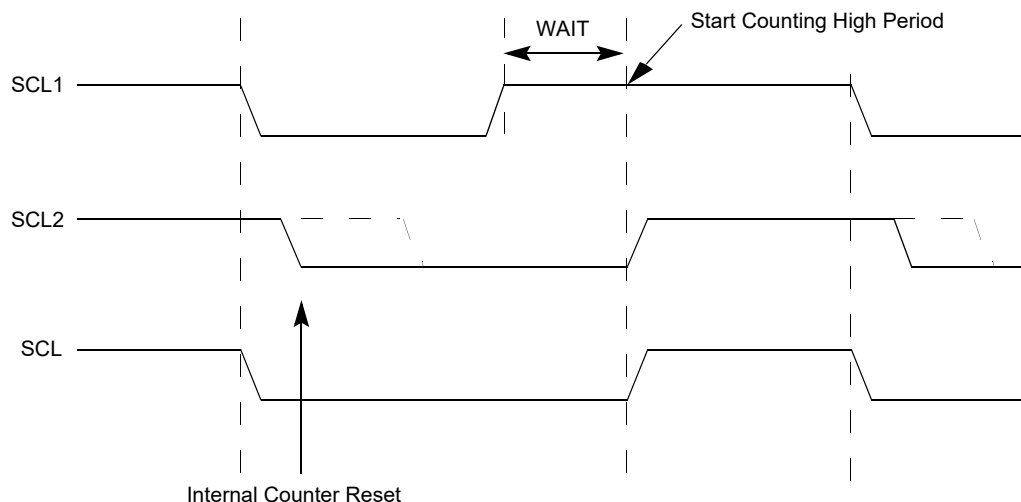 Start Counting High Period
WAIT
SCL1
SCL2
SCL
Internal Counter Reset